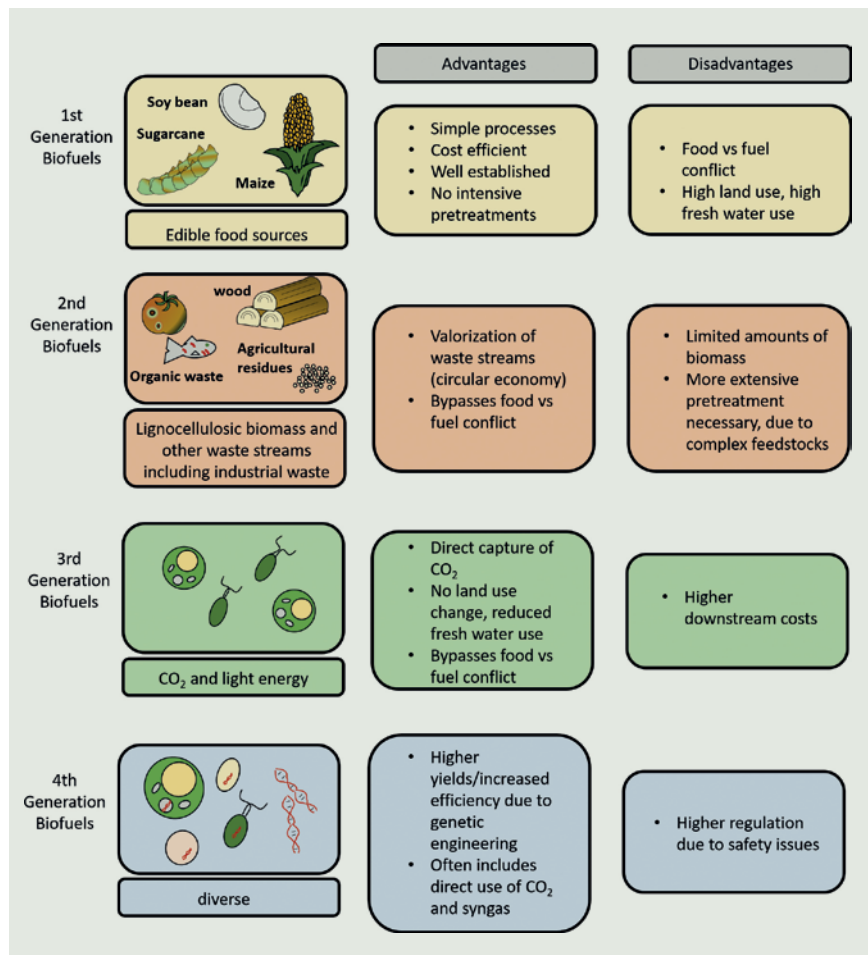 Advantages
Disadvantages
1st
Generation
Biofuels
Soy bean
Sugarcane
Maize
Edible food sources
• Simple processes
• Cost efficient
• Well established
• No intensive
pretreatments
• Food vs fuel
conflict
• High land use, high
fresh water use
2nd
Generation
Biofuels
wood
Agricultural
residues
Organic waste
Lignocellulosic biomass and
other waste streams
including industrial waste
• Valorization of
waste streams
(circular economy)
• Bypasses food vs
fuel conflict
• Limited amounts of
biomass
• More extensive
pretreatment
necessary, due to
complex feedstocks
3rd
Generation
Biofuels
CO₂ and light energy
• Direct capture of
CO₂
• No land use
change, reduced
fresh water use
• Bypasses food vs
fuel conflict
• Higher
downstream costs
4th
Generation
Biofuels
diverse
• Higher
yields/increased
efficiency due to
genetic
engineering
• Often includes
direct use of CO₂
and syngas
• Higher regulation
due to safety issues